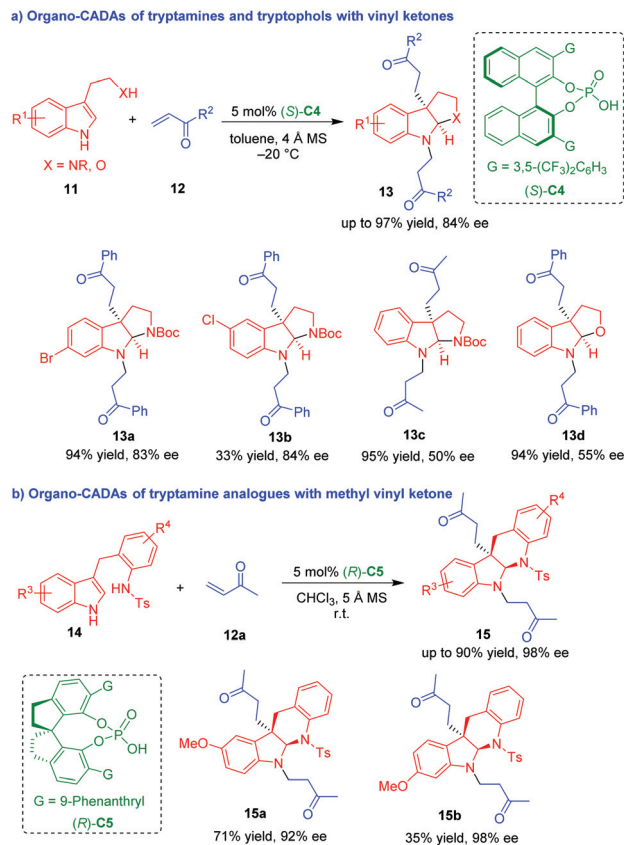 a) Organo-CADAs of tryptamines and tryptophols with vinyl ketones
R¹
XH
N
H
X = NR, O
11
+
O
R²
12
5 mol% (S)-C4
toluene, 4 Å MS
–20 °C
R²
O
R¹
X
N
H
O
R²
13
up to 97% yield, 84% ee
G
O
O
P
O
OH
G
G = 3,5-(CF₃)₂C₆H₃
(S)-C4
Ph
O
Br
NBoc
N
H
O
Ph
13a
94% yield, 83% ee
Ph
O
Cl
NBoc
N
H
O
Ph
13b
33% yield, 84% ee
O
NBoc
N
H
O
13c
95% yield, 50% ee
Ph
O
O
N
H
O
Ph
13d
94% yield, 55% ee
b) Organo-CADAs of tryptamine analogues with methyl vinyl ketone
R⁴
HN
Ts
R³
N
H
14
+
O
12a
5 mol% (R)-C5
CHCl₃, 5 Å MS
r.t.
O
R⁴
N
Ts
R³
N
O
15
up to 90% yield, 98% ee
G
O
O
P
O
OH
G
G = 9-Phenanthryl
(R)-C5
O
MeO
N
Ts
N
O
15a
71% yield, 92% ee
O
MeO
N
Ts
N
O
15b
35% yield, 98% ee